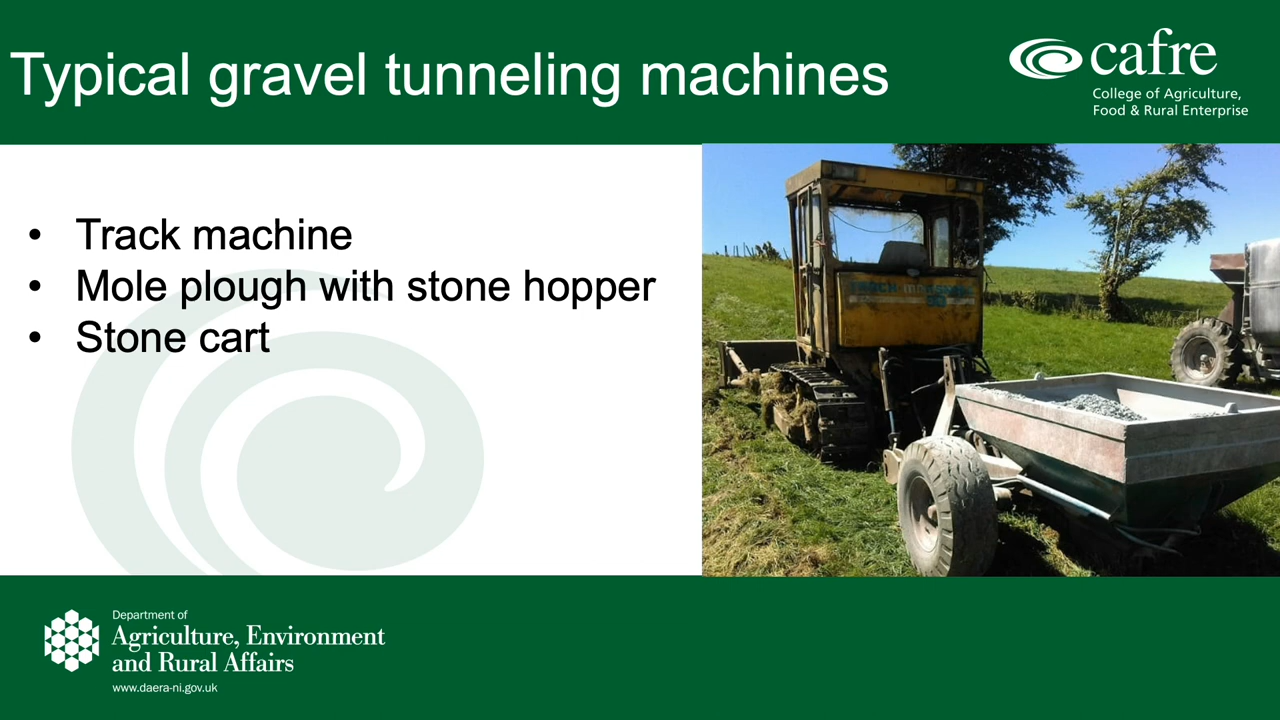 Typical gravel tunneling machines
cafre
College of Agriculture,
Food & Rural Enterprise
• Track machine
• Mole plough with stone hopper
• Stone cart
Department of
Agriculture, Environment
and Rural Affairs
www.daera-ni.gov.uk